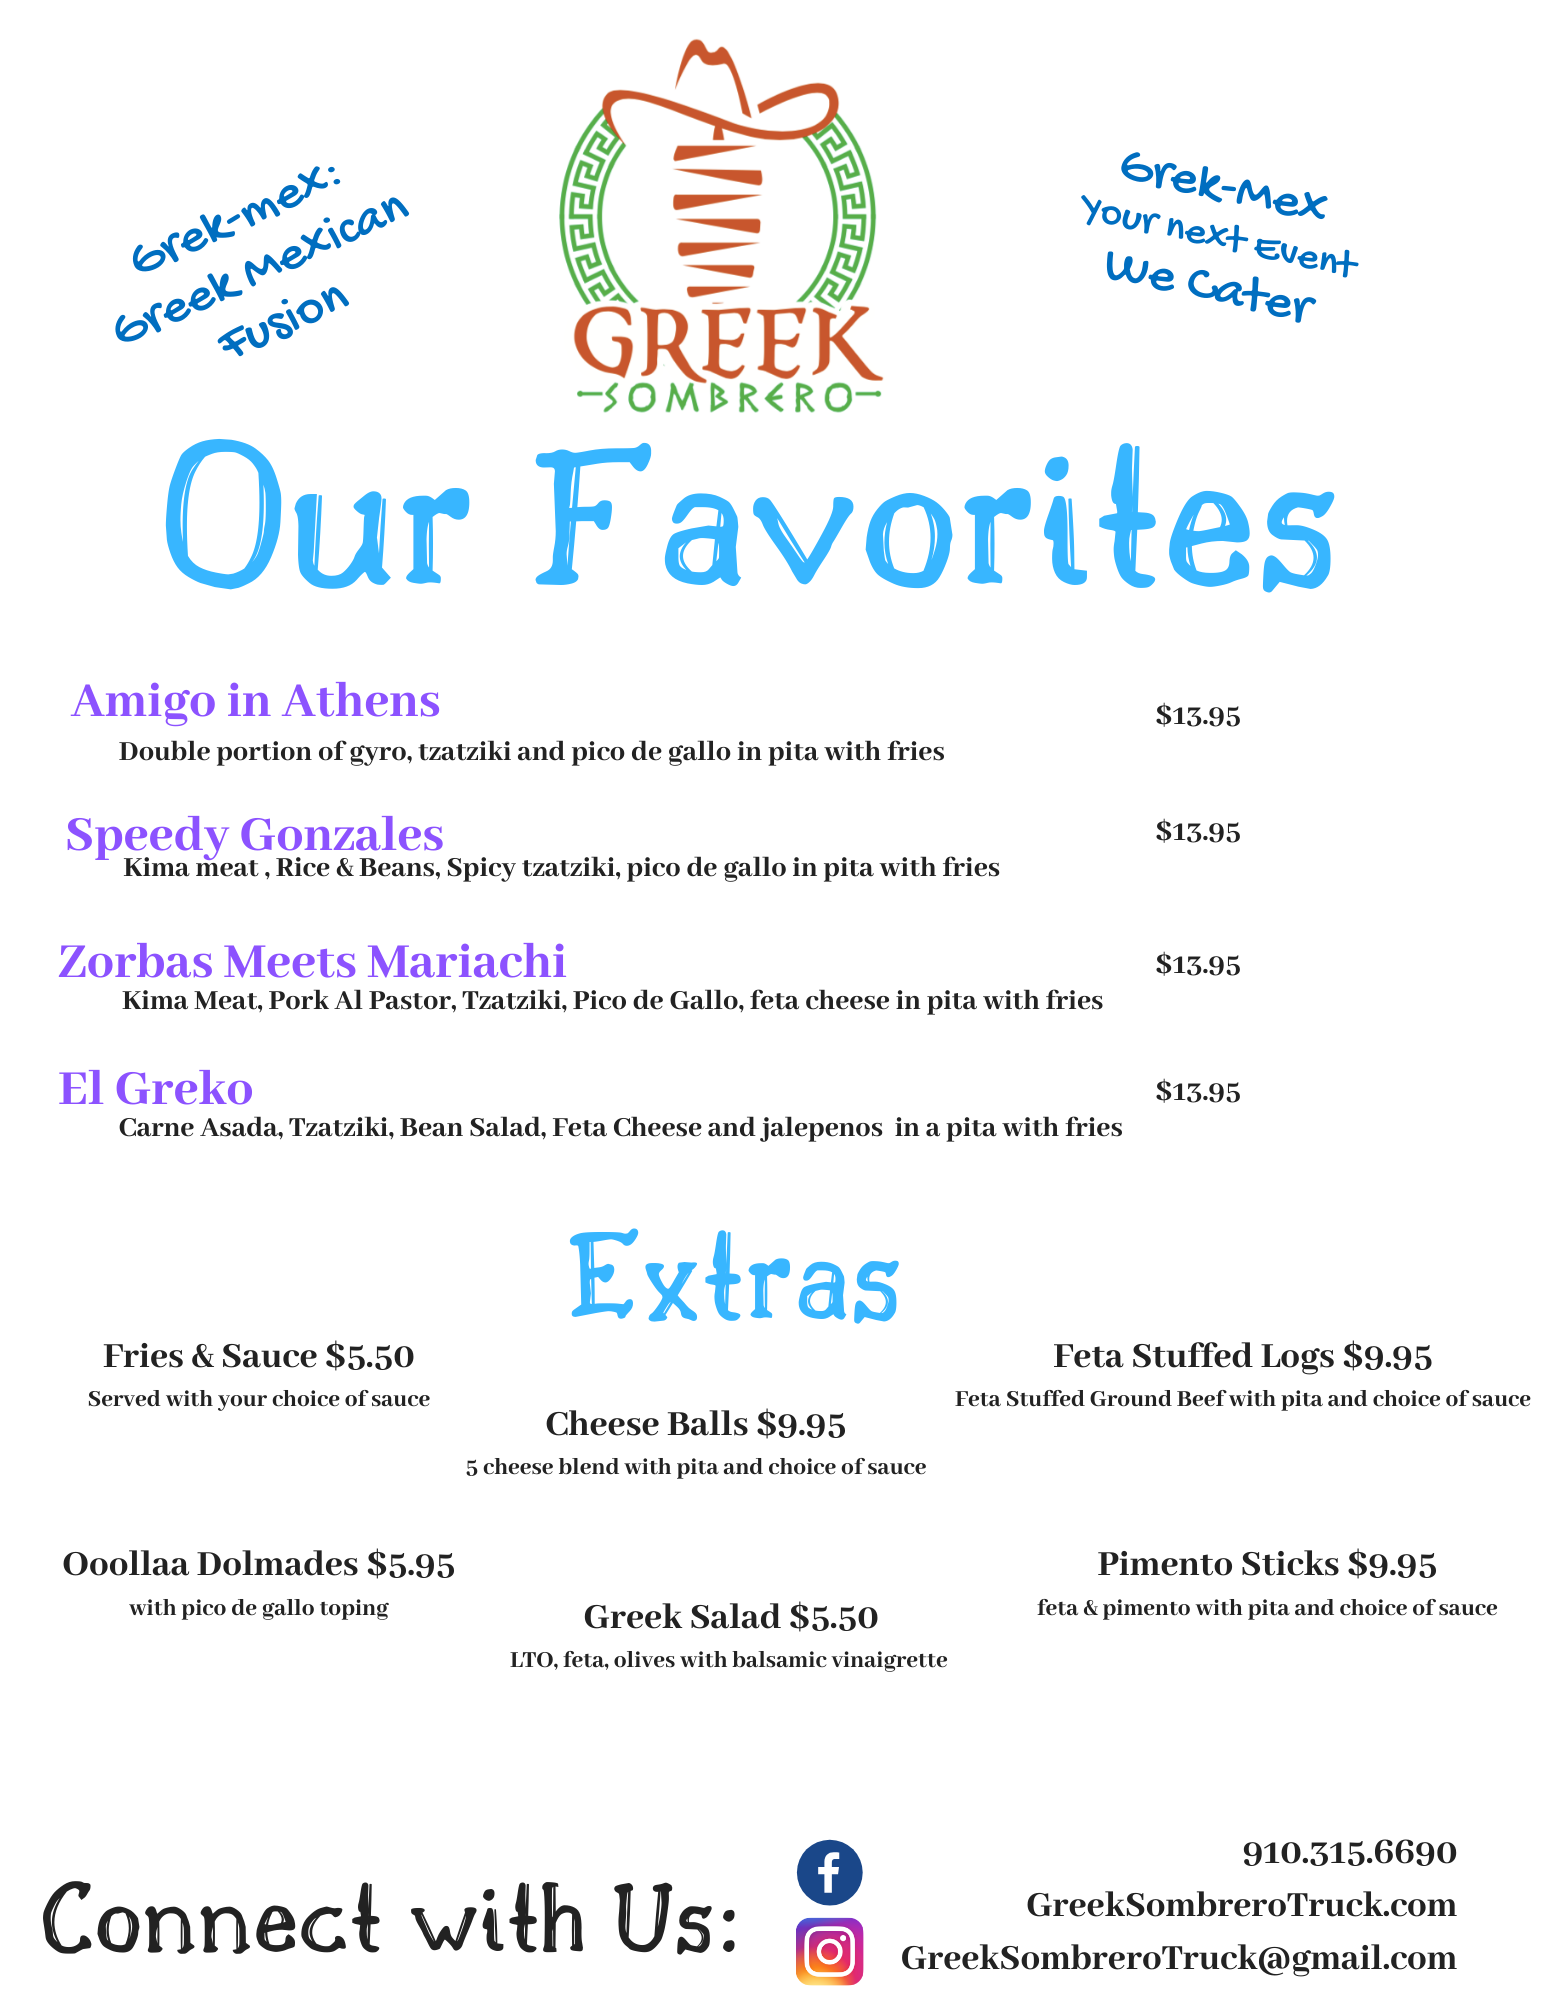 Grek-mex:
Greek Mexican
Fusion
GREEK
SOMBRERO
Grek-Mex
Your next Event
We Cater
Our Favorites
Amigo in Athens $13.95
Double portion of gyro, tzatziki and pico de gallo in pita with fries
Speedy Gonzales $13.95
Kima meat , Rice & Beans, Spicy tzatziki, pico de gallo in pita with fries
Zorbas Meets Mariachi $13.95
Kima Meat, Pork Al Pastor, Tzatziki, Pico de Gallo, feta cheese in pita with fries
El Greko $13.95
Carne Asada, Tzatziki, Bean Salad, Feta Cheese and jalepenos in a pita with fries
Extras
Fries & Sauce $5.50
Served with your choice of sauce
Cheese Balls $9.95
5 cheese blend with pita and choice of sauce
Feta Stuffed Logs $9.95
Feta Stuffed Ground Beef with pita and choice of sauce
Ooollaa Dolmades $5.95
with pico de gallo toping
Greek Salad $5.50
LTO, feta, olives with balsamic vinaigrette
Pimento Sticks $9.95
feta & pimento with pita and choice of sauce
Connect with Us:
910.315.6690
GreekSombreroTruck.com
GreekSombreroTruck@gmail.com